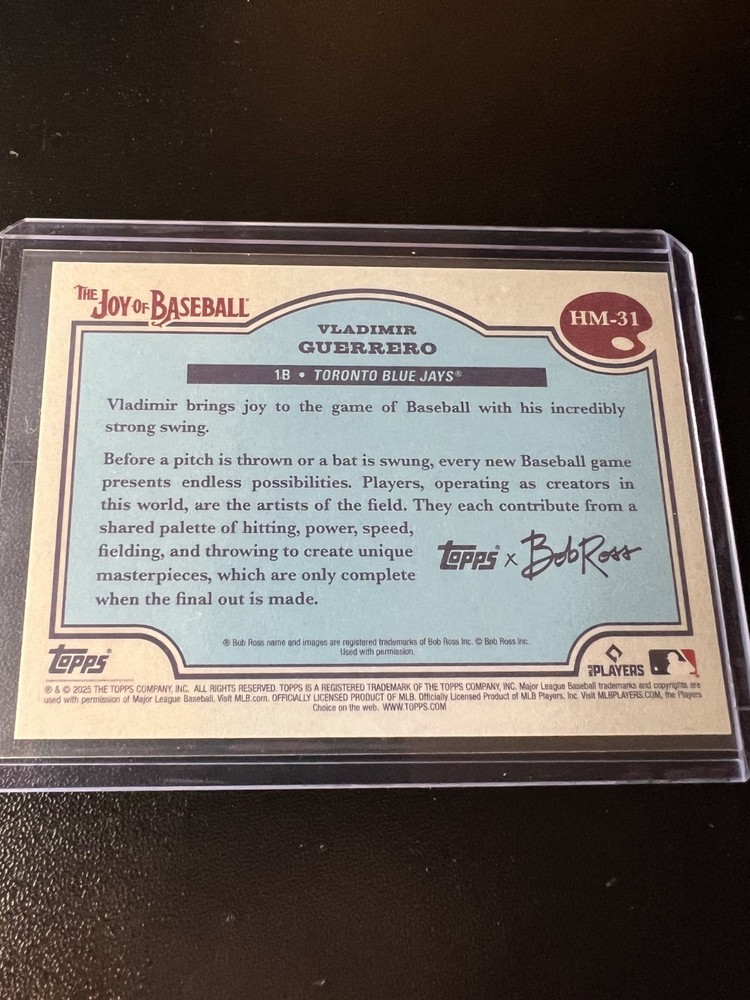 THE JOY OF BASEBALL
HM-31
VLADIMIR
GUERRERO
1B • TORONTO BLUE JAYS®
Vladimir brings joy to the game of Baseball with his incredibly
strong swing.
Before a pitch is thrown or a bat is swung, every new Baseball game
presents endless possibilities. Players, operating as creators in
this world, are the artists of the field. They each contribute from a
shared palette of hitting, power, speed,
fielding, and throwing to create unique
masterpieces, which are only complete
when the final out is made.
topps® x Bob Ross
® Bob Ross name and images are registered trademarks of Bob Ross Inc. © Bob Ross Inc.
Used with permission.
topps®
MLB PLAYERS
® & © 2025 THE TOPPS COMPANY, INC. ALL RIGHTS RESERVED. TOPPS IS A REGISTERED TRADEMARK OF THE TOPPS COMPANY, INC. Major League Baseball trademarks and copyrights are
used with permission of Major League Baseball. Visit MLB.com. OFFICIALLY LICENSED PRODUCT OF MLB Players, Inc. Visit MLBPLAYERS.COM, the Players
Choice on the web. WWW.TOPPS.COM